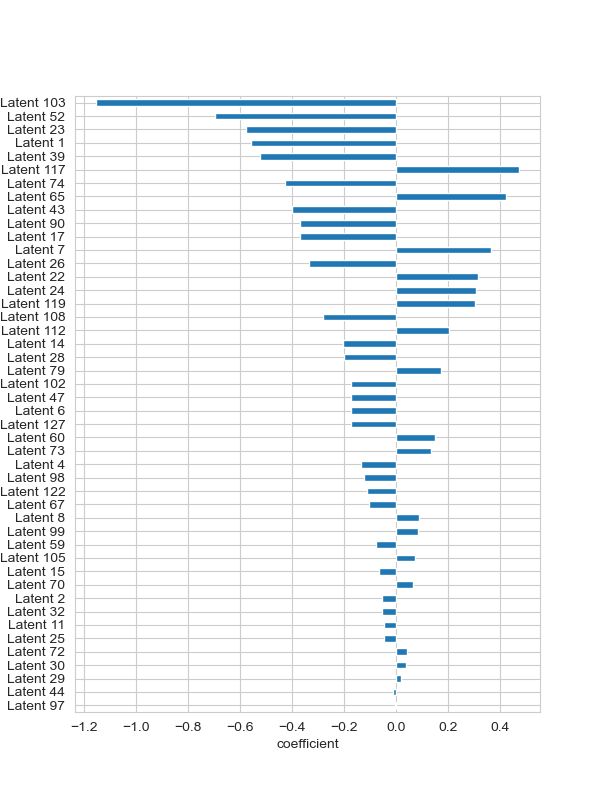 Latent 103
Latent 52
Latent 23
Latent 1
Latent 39
Latent 117
Latent 74
Latent 65
Latent 43
Latent 90
Latent 17
Latent 7
Latent 26
Latent 22
Latent 24
Latent 119
Latent 108
Latent 112
Latent 14
Latent 28
Latent 79
Latent 102
Latent 47
Latent 6
Latent 127
Latent 60
Latent 73
Latent 4
Latent 98
Latent 122
Latent 67
Latent 8
Latent 99
Latent 59
Latent 105
Latent 15
Latent 70
Latent 2
Latent 32
Latent 11
Latent 25
Latent 72
Latent 30
Latent 29
Latent 44
Latent 97
−1.2 −1.0 −0.8 −0.6 −0.4 −0.2 0.0 0.2 0.4
coefficient